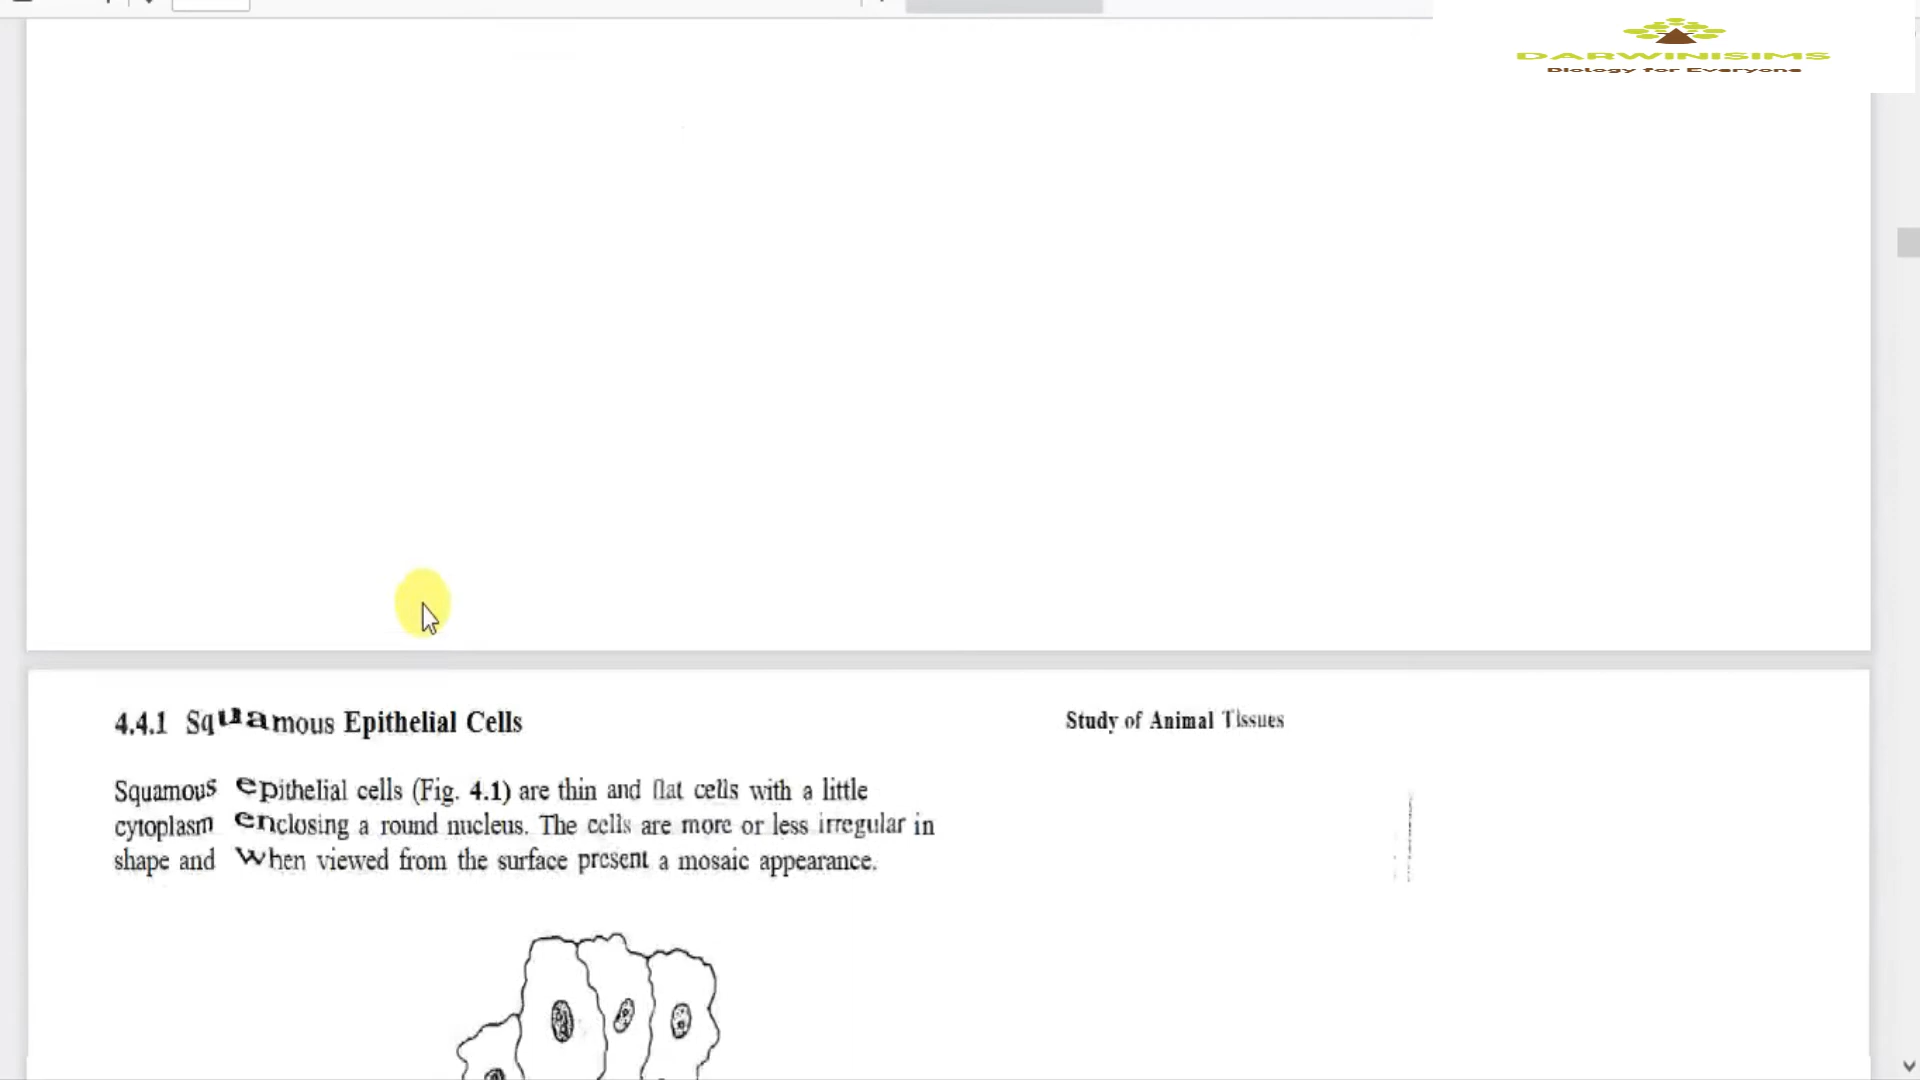 DARWINISIMS
Biology for Everyone
4.4.1 Squamous Epithelial Cells
Study of Animal Tissues
Squamous epithelial cells (Fig. 4.1) are thin and flat cells with a little
cytoplasm enclosing a round nucleus. The cells are more or less irregular in
shape and when viewed from the surface present a mosaic appearance.